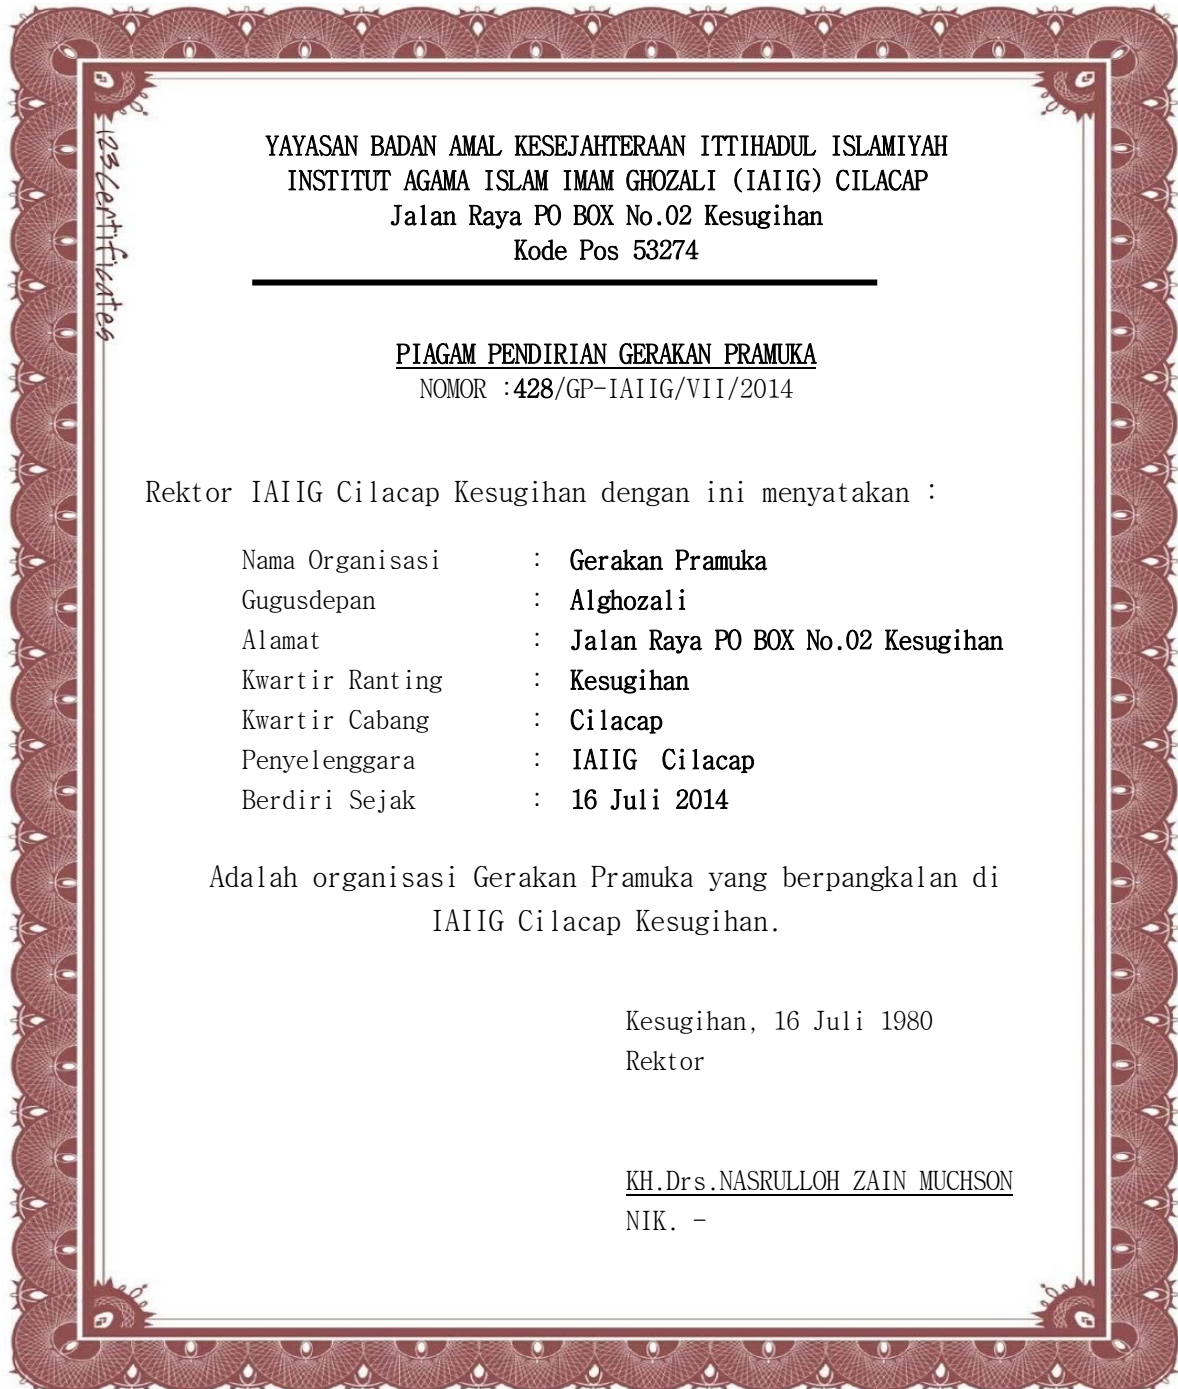 123Certificates
YAYASAN BADAN AMAL KESEJAHTERAAN ITTIHADUL ISLAMIYAH
INSTITUT AGAMA ISLAM IMAM GHOZALI (IAIIG) CILACAP
Jalan Raya PO BOX No.02 Kesugihan
Kode Pos 53274
PIAGAM PENDIRIAN GERAKAN PRAMUKA
NOMOR :428/GP-IAIIG/VII/2014
Rektor IAIIG Cilacap Kesugihan dengan ini menyatakan :
Nama Organisasi : Gerakan Pramuka
Gugusdepan : Alghozali
Alamat : Jalan Raya PO BOX No.02 Kesugihan
Kwartir Ranting : Kesugihan
Kwartir Cabang : Cilacap
Penyelenggara : IAIIG Cilacap
Berdiri Sejak : 16 Juli 2014
Adalah organisasi Gerakan Pramuka yang berpangkalan di
IAIIG Cilacap Kesugihan.
Kesugihan, 16 Juli 1980
Rektor
KH.Drs.NASRULLOH ZAIN MUCHSON
NIK. -